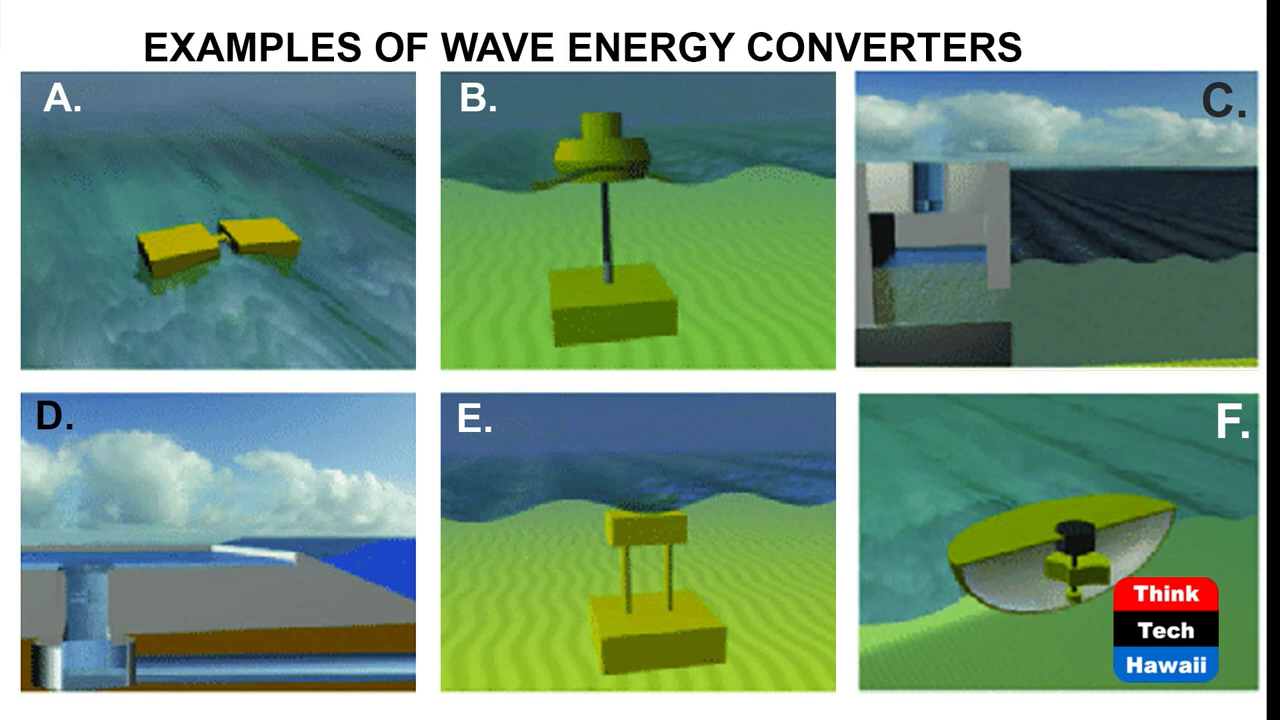 EXAMPLES OF WAVE ENERGY CONVERTERS
A.
B.
C.
D.
E.
F.
Think
Tech
Hawaii